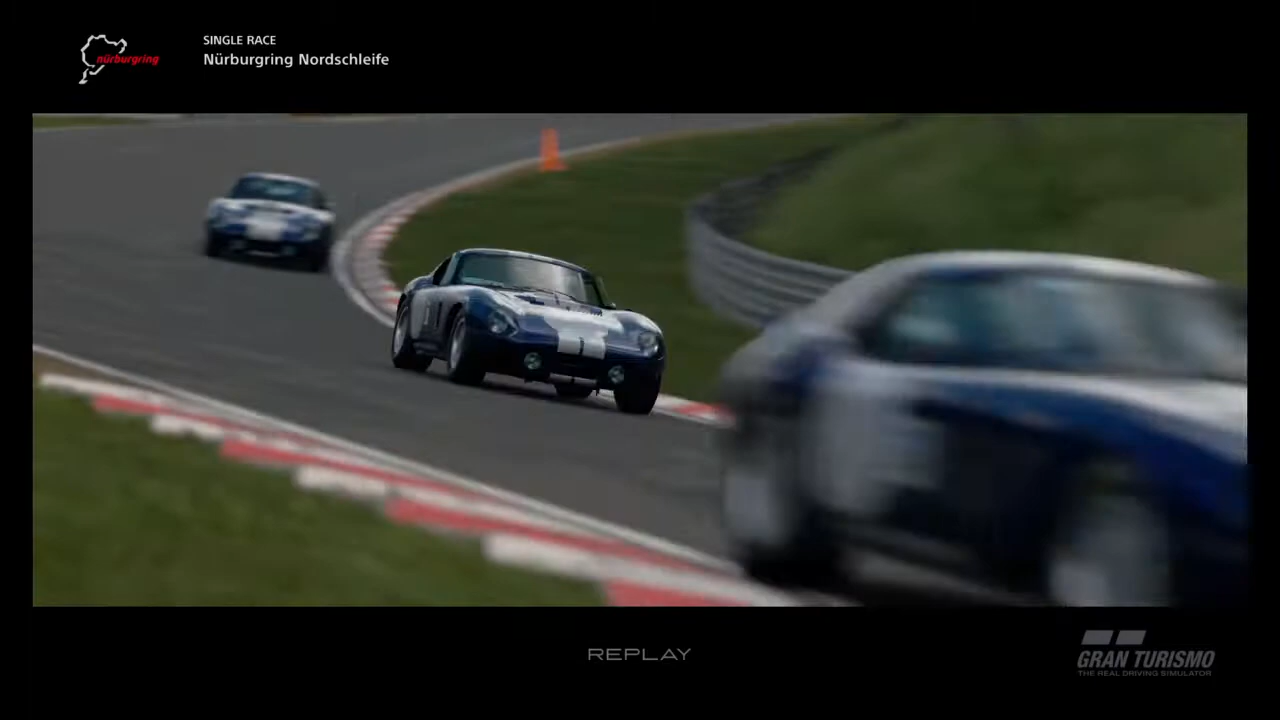 nürburgring
SINGLE RACE
Nürburgring Nordschleife
REPLAY
GRAN TURISMO
THE REAL DRIVING SIMULATOR